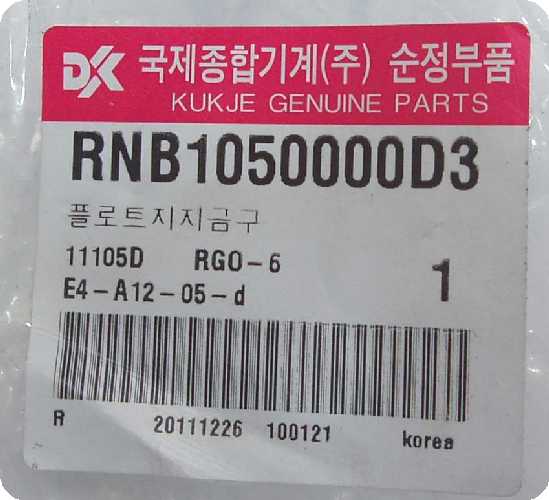 DK 국제종합기계(주) 순정부품
KUKJE GENUINE PARTS
RNB1050000D3
플로트지지금구
11105D RGO-6 1
E4-A12-05-d
R 20111226 100121 korea